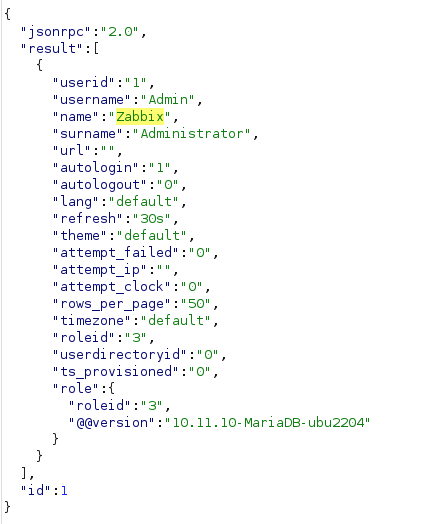 {
"jsonrpc":"2.0",
"result":[
{
"userid":"1",
"username":"Admin",
"name":"Zabbix",
"surname":"Administrator",
"url":"",
"autologin":"1",
"autologout":"0",
"lang":"default",
"refresh":"30s",
"theme":"default",
"attempt_failed":"0",
"attempt_ip":"",
"attempt_clock":"0",
"rows_per_page":"50",
"timezone":"default",
"roleid":"3",
"userdirectoryid":"0",
"ts_provisioned":"0",
"role":{
"roleid":"3",
"@@version":"10.11.10-MariaDB-ubu2204"
}
}
],
"id":1
}